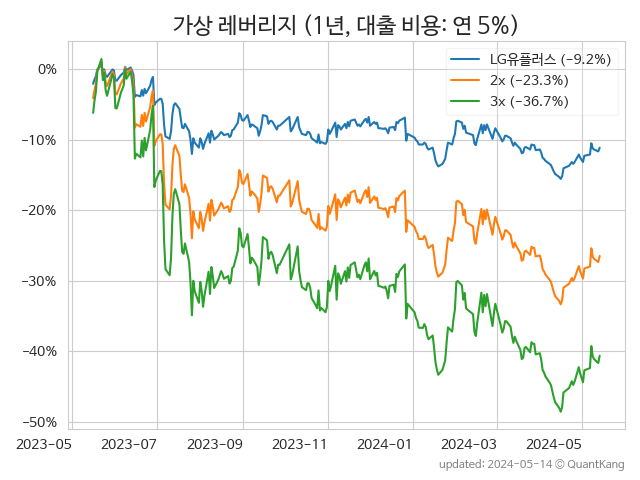 가상 레버리지 (1년, 대출 비용: 연 5%)
LG유플러스 (−9.2%)
2x (−23.3%)
3x (−36.7%)
0%
−10%
−20%
−30%
−40%
−50%
2023-05 2023-07 2023-09 2023-11 2024-01 2024-03 2024-05
updated: 2024-05-14 © QuantKang